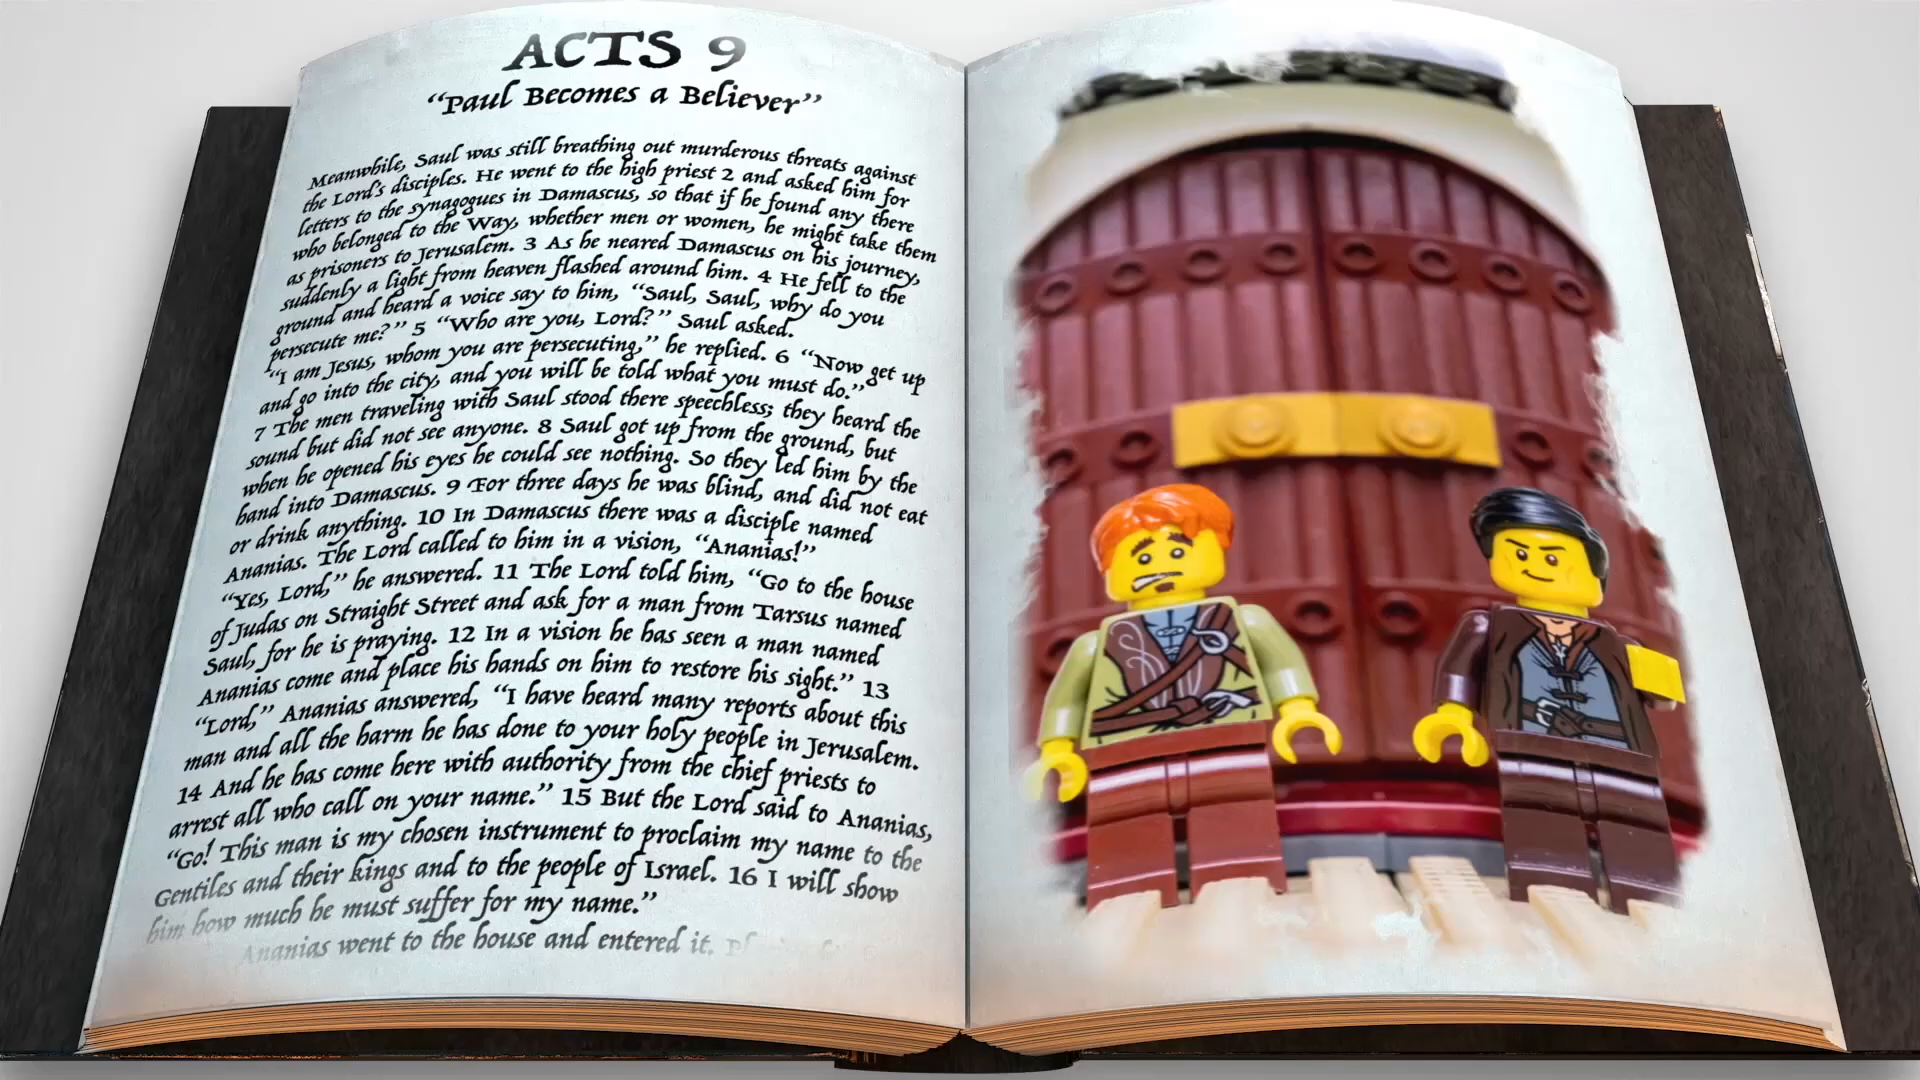 ACTS 9
“Paul Becomes a Believer”
Meanwhile, Saul was still breathing out murderous threats against
the Lord's disciples. He went to the high priest 2 and asked him for
letters to the synagogues in Damascus, so that if he found any there
who belonged to the Way, whether men or women, he might take them
as prisoners to Jerusalem. 3 As he neared Damascus on his journey,
suddenly a light from heaven flashed around him. 4 He fell to the
ground and heard a voice say to him, “Saul, Saul, why do you
persecute me?” 5 “Who are you, Lord?” Saul asked.
“I am Jesus, whom you are persecuting,” he replied. 6 “Now get up
and go into the city, and you will be told what you must do.”
7 The men traveling with Saul stood there speechless; they heard the
sound but did not see anyone. 8 Saul got up from the ground, but
when he opened his eyes he could see nothing. So they led him by the
hand into Damascus. 9 For three days he was blind, and did not eat
or drink anything. 10 In Damascus there was a disciple named
Ananias. The Lord called to him in a vision, “Ananias!”
“Yes, Lord,” he answered. 11 The Lord told him, “Go to the house
of Judas on Straight Street and ask for a man from Tarsus named
Saul, for he is praying. 12 In a vision he has seen a man named
Ananias come and place his hands on him to restore his sight.” 13
“Lord,” Ananias answered, “I have heard many reports about this
man and all the harm he has done to your holy people in Jerusalem.
14 And he has come here with authority from the chief priests to
arrest all who call on your name.” 15 But the Lord said to Ananias,
“Go! This man is my chosen instrument to proclaim my name to the
Gentiles and their kings and to the people of Israel. 16 I will show
him how much he must suffer for my name.”
Ananias went to the house and entered it.